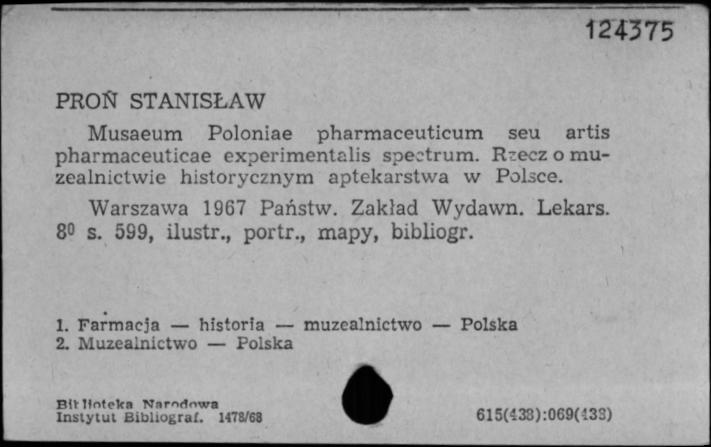 124375
PROŃ STANISŁAW
Musaeum Poloniae pharmaceuticum seu artis
pharmaceuticae experimentalis spectrum. Rzecz o mu-
zealnictwie historycznym aptekarstwa w Polsce.
Warszawa 1967 Państw. Zakład Wydawn. Lekars.
8⁰ s. 599, ilustr., portr., mapy, bibliogr.
1. Farmacja — historia — muzealnictwo — Polska
2. Muzealnictwo — Polska
Biblioteka Narodowa
Instytut Bibliograf. 1478/68
615(438):069(438)